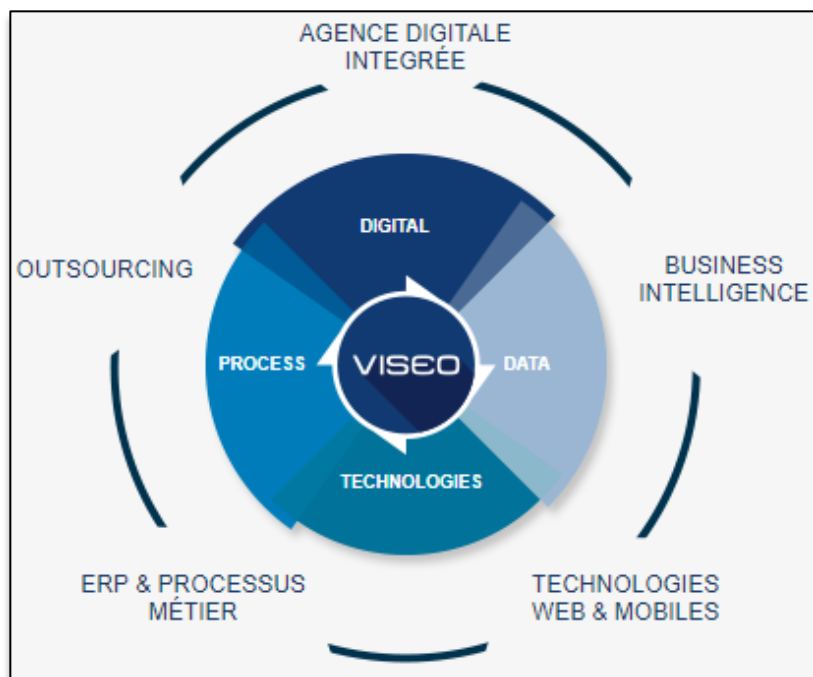 AGENCE DIGITALE
INTEGRÉE
DIGITAL
OUTSOURCING
BUSINESS
INTELLIGENCE
PROCESS
VISEO
DATA
TECHNOLOGIES
ERP & PROCESSUS
MÉTIER
TECHNOLOGIES
WEB & MOBILES